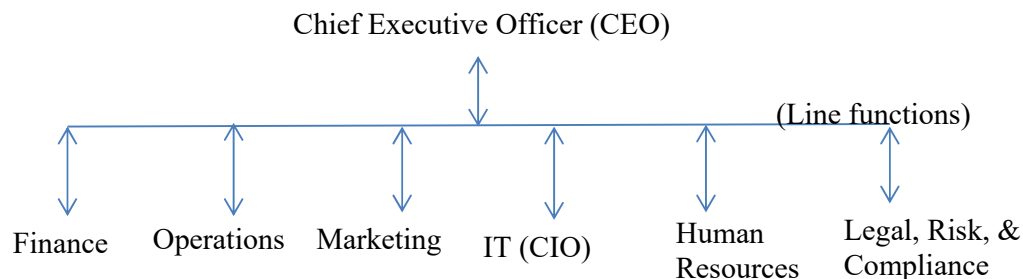 Chief Executive Officer (CEO)
(Line functions)
Finance
Operations
Marketing
IT (CIO)
Human
Resources
Legal, Risk, &
Compliance